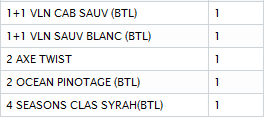 1+1 VLN CAB SAUV (BTL) 1
1+1 VLN SAUV BLANC (BTL) 1
2 AXE TWIST 1
2 OCEAN PINOTAGE (BTL) 1
4 SEASONS CLAS SYRAH(BTL) 1